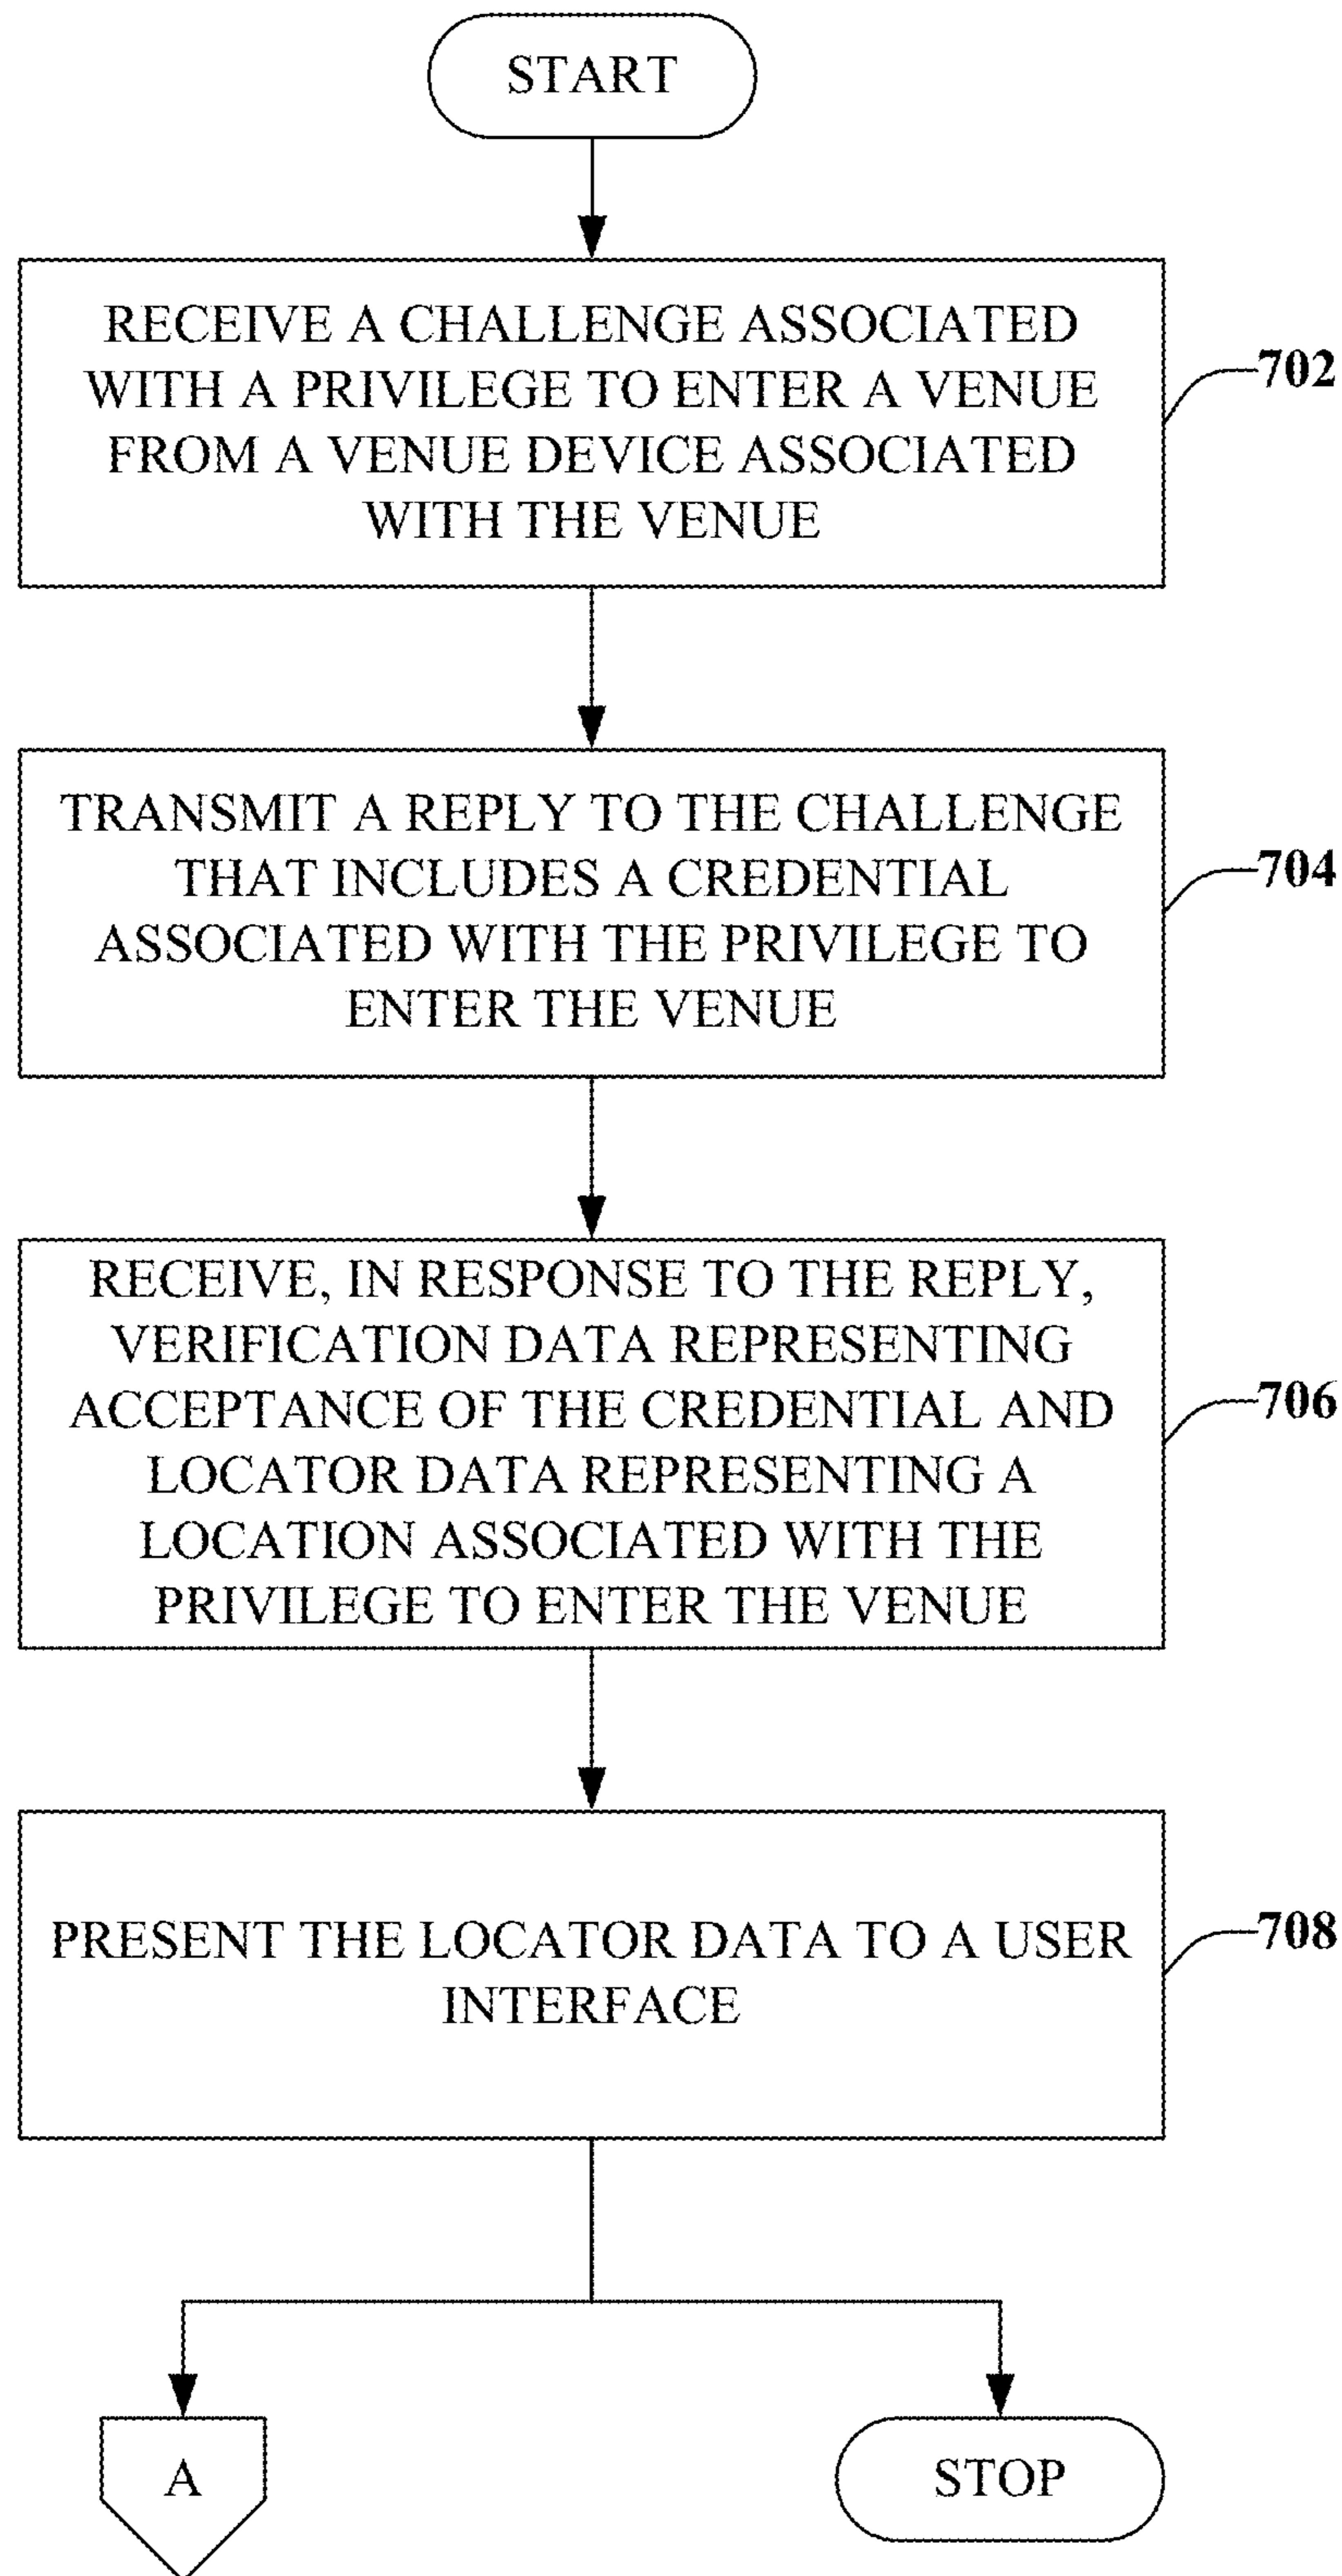 START
RECEIVE A CHALLENGE ASSOCIATED
WITH A PRIVILEGE TO ENTER A VENUE
FROM A VENUE DEVICE ASSOCIATED
WITH THE VENUE
702
TRANSMIT A REPLY TO THE CHALLENGE
THAT INCLUDES A CREDENTIAL
ASSOCIATED WITH THE PRIVILEGE TO
ENTER THE VENUE
704
RECEIVE, IN RESPONSE TO THE REPLY,
VERIFICATION DATA REPRESENTING
ACCEPTANCE OF THE CREDENTIAL AND
LOCATOR DATA REPRESENTING A
LOCATION ASSOCIATED WITH THE
PRIVILEGE TO ENTER THE VENUE
706
PRESENT THE LOCATOR DATA TO A USER
INTERFACE
708
A
STOP